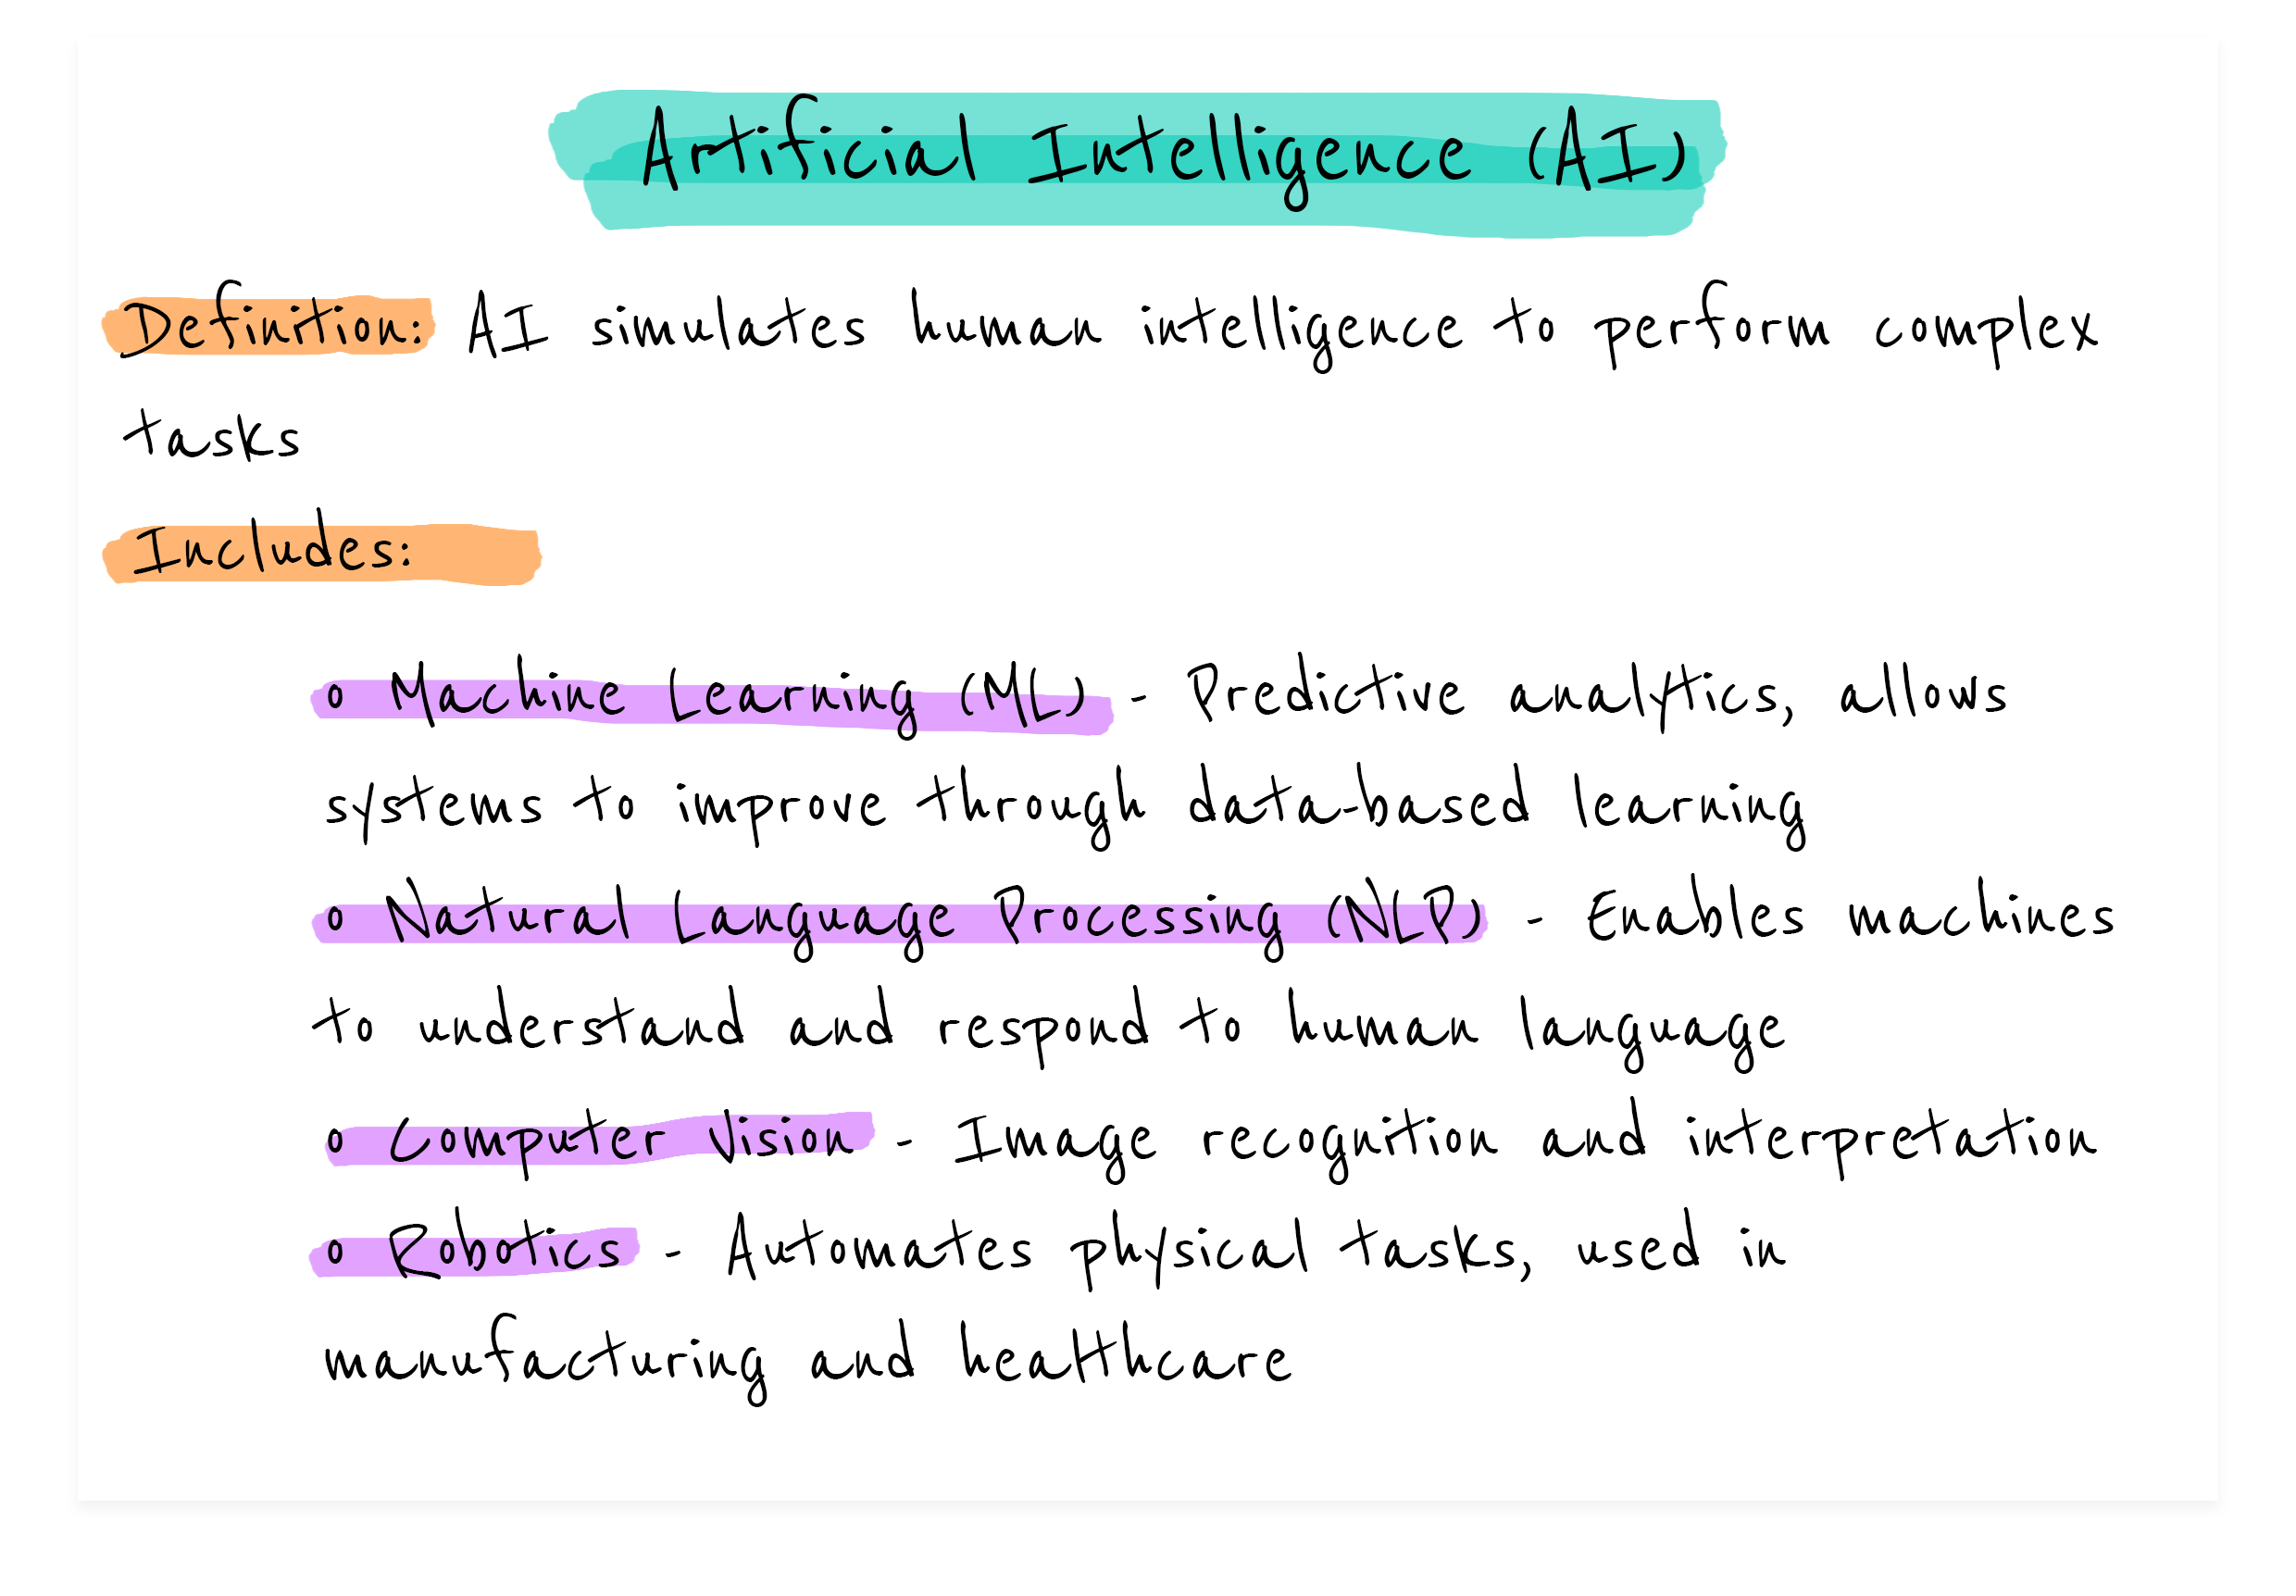 Artificial Intelligence (AI)
Definition: AI simulates human intelligence to perform complex
tasks
Includes:
o Machine Learning (ML) - Predictive analytics, allows
systems to improve through data-based learning
o Natural Language Processing (NLP) - Enables machines
to understand and respond to human language
o Computer Vision - Image recognition and interpretation
o Robotics - Automates physical tasks, used in
manufacturing and healthcare